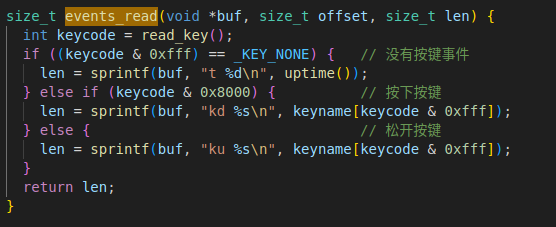 size_t events_read(void *buf, size_t offset, size_t len) {
  int keycode = read_key();
  if ((keycode & 0xfff) == _KEY_NONE) {   // 没有按键事件
    len = sprintf(buf, "t %d\n", uptime());
  } else if (keycode & 0x8000) {          // 按下按键
    len = sprintf(buf, "kd %s\n", keyname[keycode & 0xfff]);
  } else {                                // 松开按键
    len = sprintf(buf, "ku %s\n", keyname[keycode & 0xfff]);
  }
  return len;
}